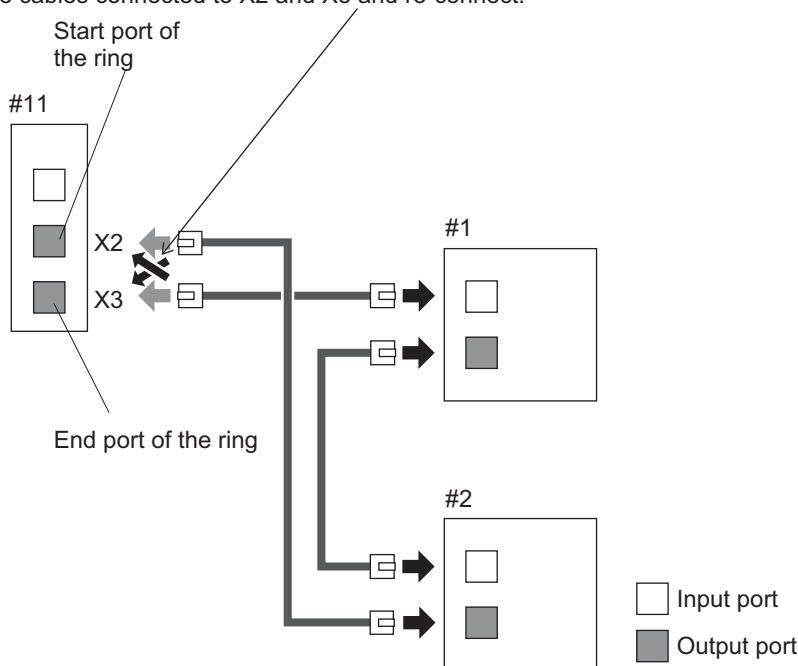 cables connected to X2 and X3 and re-connect.
Start port of
the ring
#11
X2
X3
#1
End port of the ring
#2
Input port
Output port